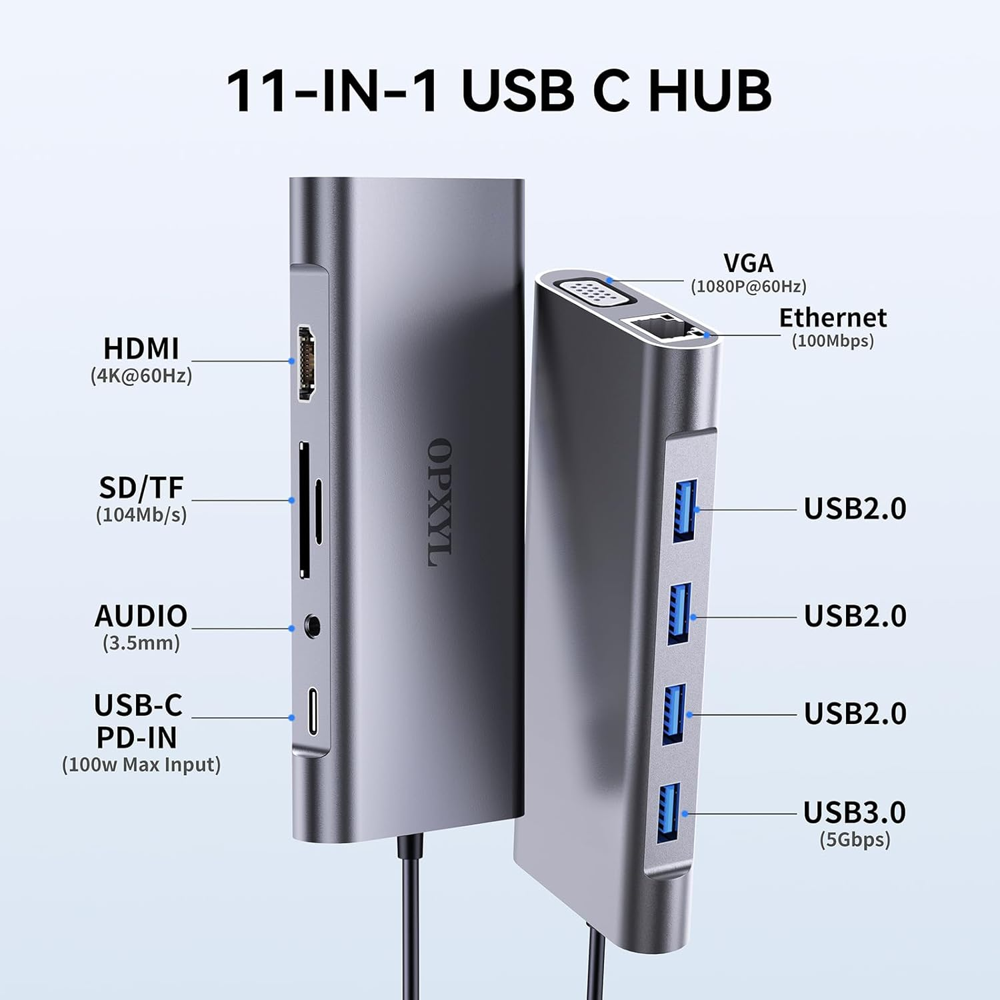 11-IN-1 USB C HUB
HDMI
(4K@60Hz)
SD/TF
(104Mb/s)
AUDIO
(3.5mm)
USB-C
PD-IN
(100w Max Input)
OPXYL
VGA
(1080P@60Hz)
Ethernet
(100Mbps)
USB2.0
USB2.0
USB2.0
USB3.0
(5Gbps)